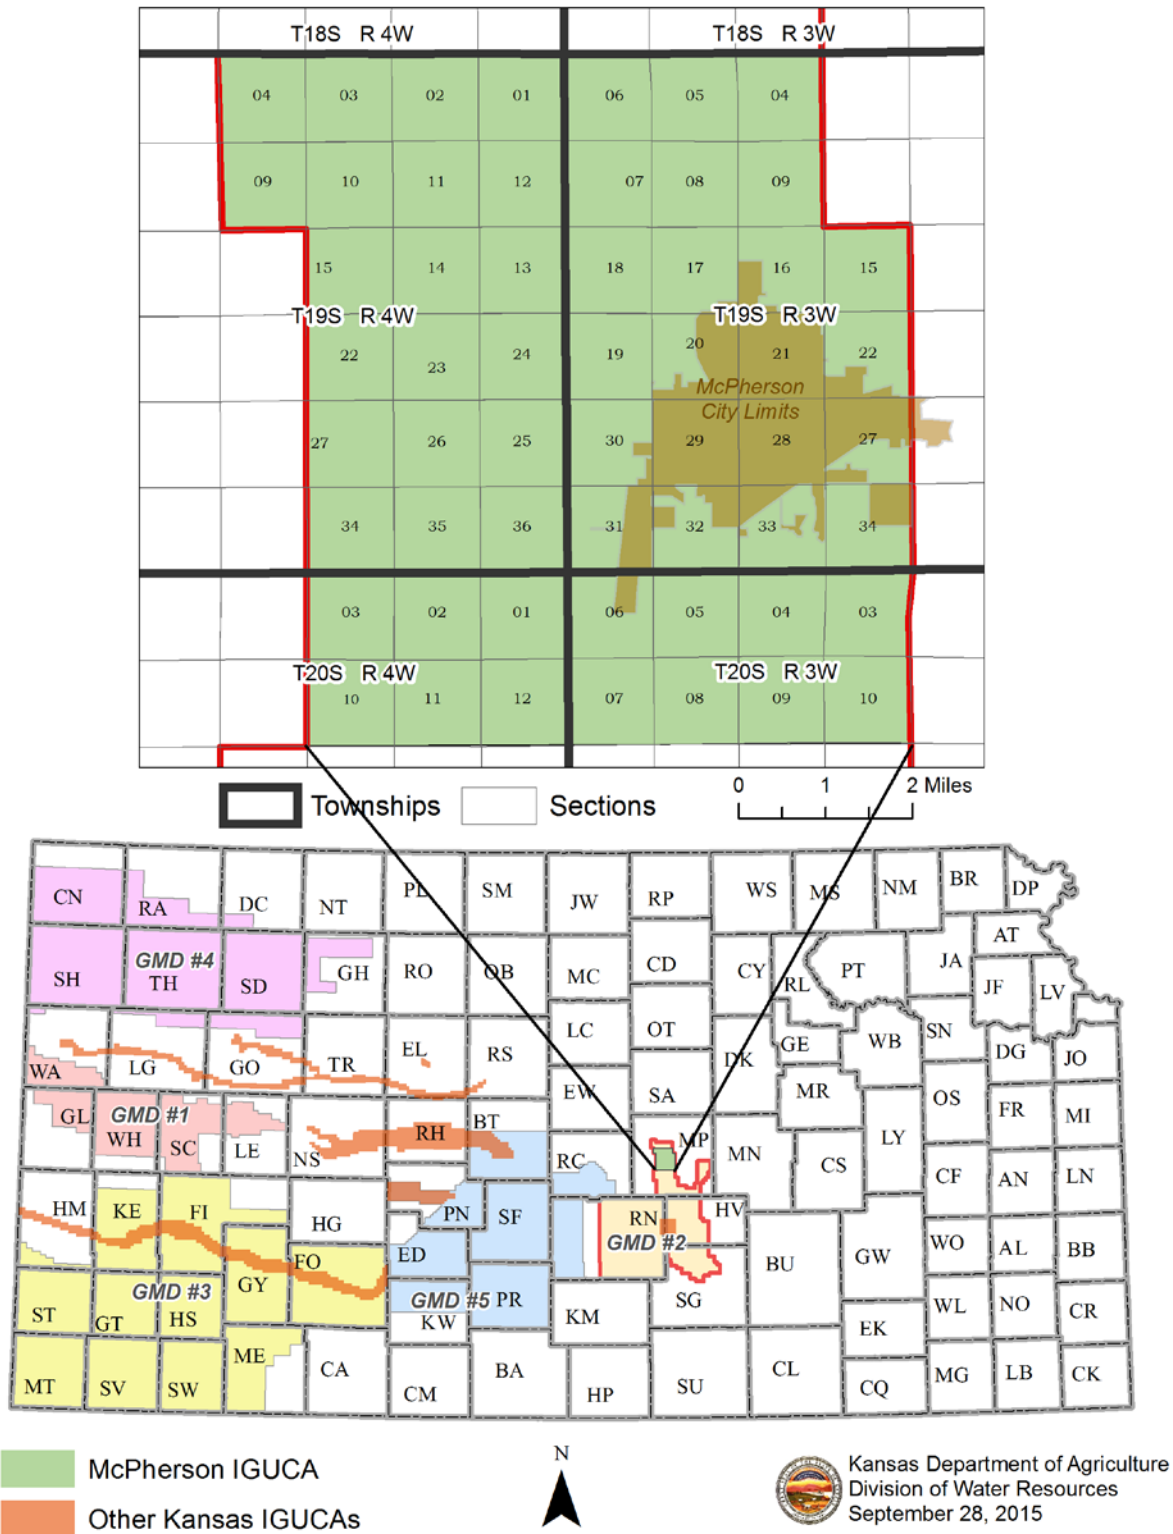 T18S R 4W T18S R 3W
04 03 02 01 06 05 04
09 10 11 12 07 08 09
15 14 13 18 17 16 15
T19S R 4W T19S R 3W
22 23 24 19 20 21 22
McPherson
City Limits
27 26 25 30 29 28 27
34 35 36 31 32 33 34
03 02 01 06 05 04 03
T20S R 4W T20S R 3W
10 11 12 07 08 09 10
0 1 2 Miles
Townships Sections
CN RA DC NT PL SM JW RP WS MS NM BR DP
AT
GMD #4
SH TH SD GH RO OB MC CD CY RL PT JA JF LV
WA LG GO TR EL RS LC OT DK GE WB SN DG JO
EW SA MR OS FR MI
GMD #1
GL WH SC LE NS RH BT RC MP MN CS LY CF AN LN
HM KE FI HG PN SF RN HV
GMD #2
ED FO GY BU GW WO AL BB
GMD #3
GMD #5
ST GT HS KW PR KM SG EK WL NO CR
MT SV SW ME CA CM BA HP SU CL CQ MG LB CK
McPherson IGUCA
Other Kansas IGUCAs
N
Kansas Department of Agriculture
Division of Water Resources
September 28, 2015